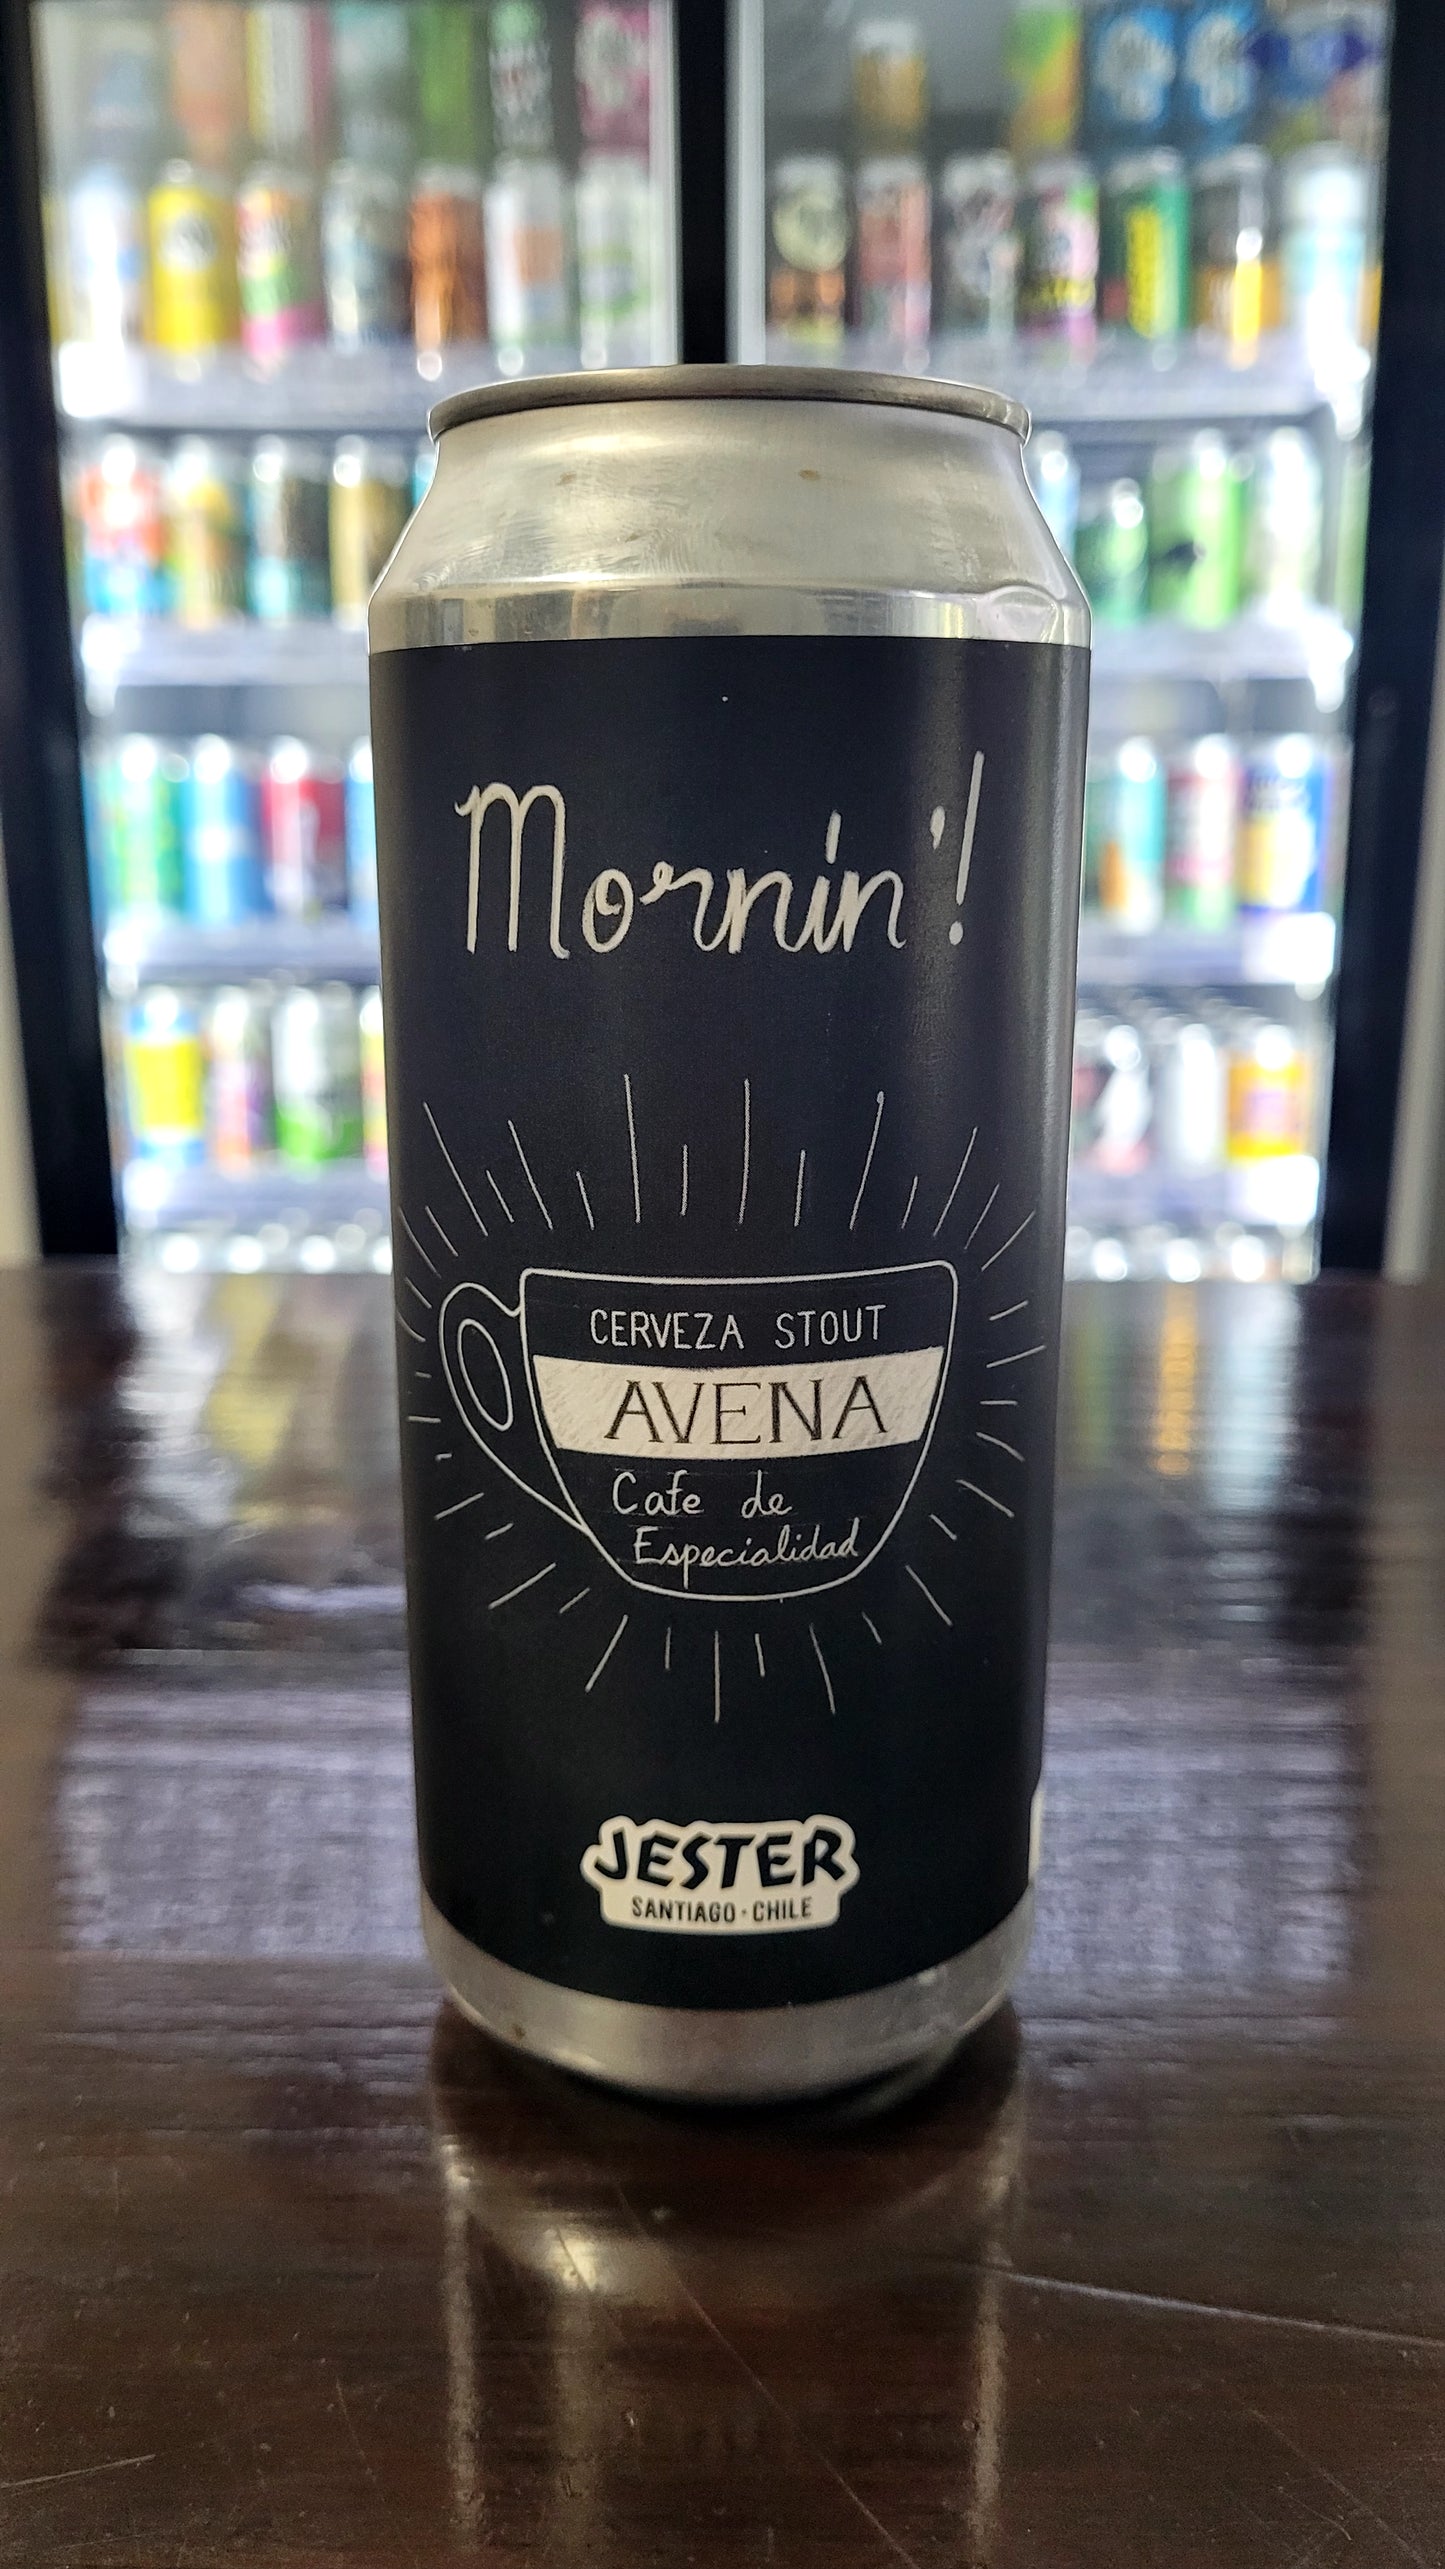 Mornin'!
CERVEZA STOUT
AVENA
Cafe de
Especialidad
JESTER
SANTIAGO · CHILE